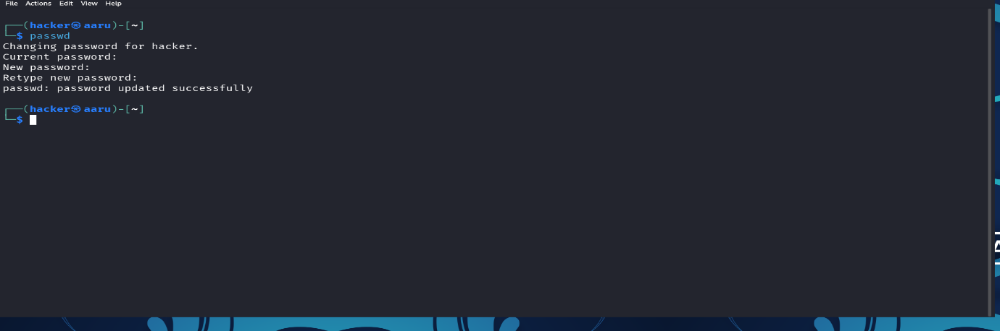 File Actions Edit View Help
┌──(hacker㉿aaru)-[~]
└─$ passwd
Changing password for hacker.
Current password:
New password:
Retype new password:
passwd: password updated successfully
┌──(hacker㉿aaru)-[~]
└─$